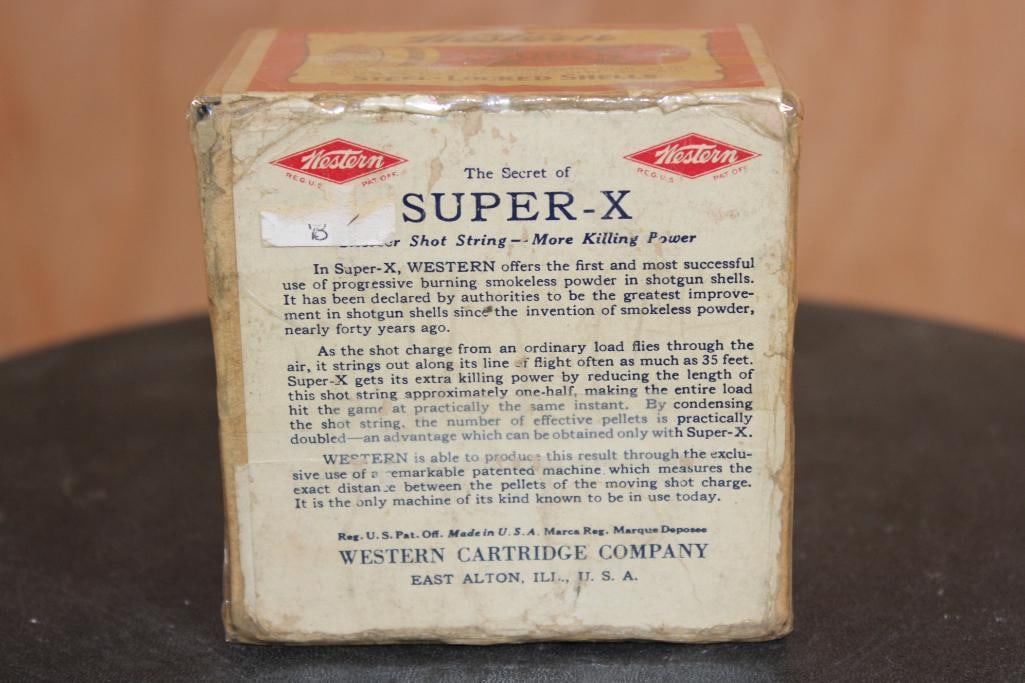 Western
STEEL-LOCKED SHELLS
Western Western
REG. U.S. PAT. OFF. REG. U.S. PAT. OFF.
The Secret of
SUPER-X
Shot String—More Killing Power
In Super-X, WESTERN offers the first and most successful
use of progressive burning smokeless powder in shotgun shells.
It has been declared by authorities to be the greatest improve-
ment in shotgun shells since the invention of smokeless powder,
nearly forty years ago.
As the shot charge from an ordinary load flies through the
air, it strings out along its line of flight often as much as 35 feet.
Super-X gets its extra killing power by reducing the length of
this shot string approximately one-half, making the entire load
hit the game at practically the same instant. By condensing
the shot string, the number of effective pellets is practically
doubled—an advantage which can be obtained only with Super-X.
WESTERN is able to produce this result through the exclu-
sive use of a remarkable patented machine which measures the
exact distance between the pellets of the moving shot charge.
It is the only machine of its kind known to be in use today.
Reg. U. S. Pat. Off. Made in U. S. A. Marca Reg. Marque Deposee
WESTERN CARTRIDGE COMPANY
EAST ALTON, ILL., U. S. A.